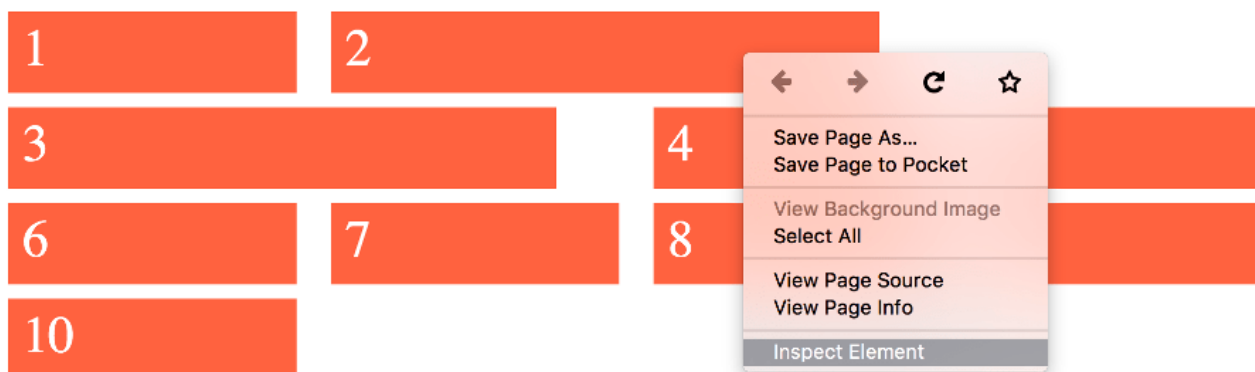 1
2
3
4
6
7
8
10
Save Page As...
Save Page to Pocket
View Background Image
Select All
View Page Source
View Page Info
Inspect Element